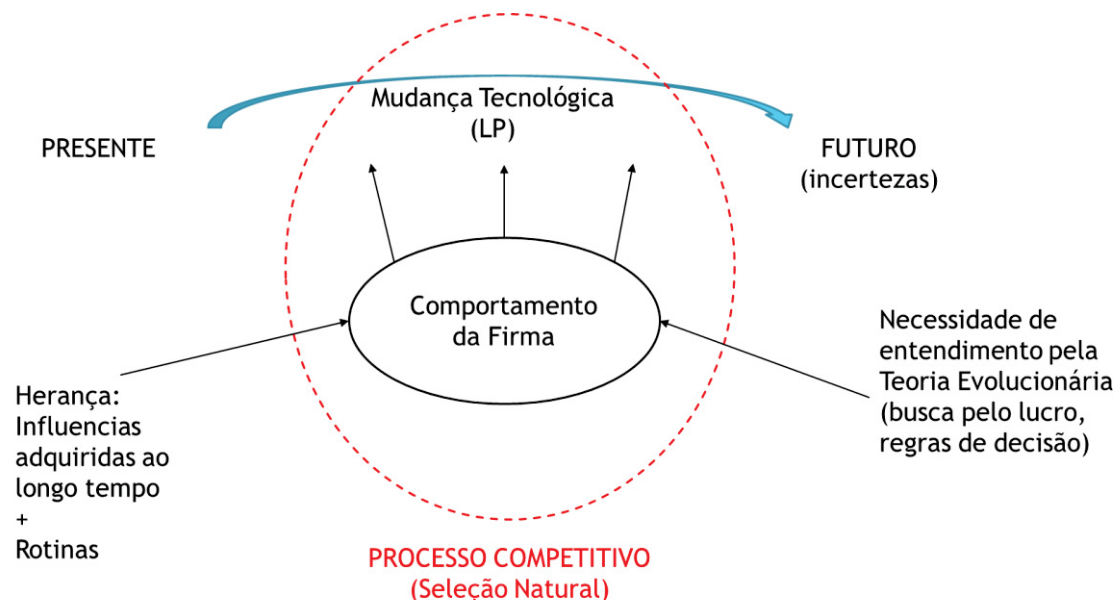 Mudança Tecnológica
(LP)
PRESENTE
FUTURO
(incertezas)
Comportamento
da Firma
Necessidade de
entendimento pela
Teoria Evolucionária
(busca pelo lucro,
regras de decisão)
Herança:
Influencias
adquiridas ao
longo tempo
+
Rotinas
PROCESSO COMPETITIVO
(Seleção Natural)